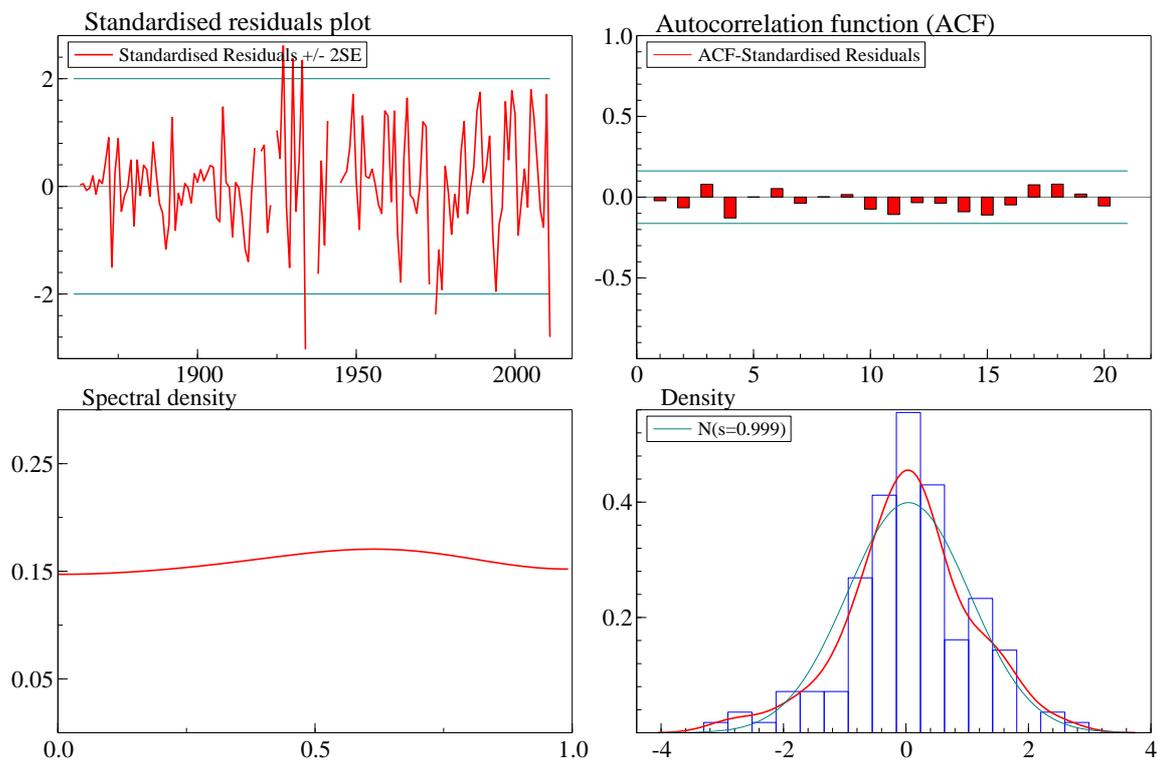 Standardised residuals plot
Standardised Residuals +/- 2SE
2
0
-2
1900 1950 2000
Autocorrelation function (ACF)
1.0
ACF-Standardised Residuals
0.5
0.0
-0.5
0 5 10 15 20
Spectral density
0.25
0.15
0.05
0.0 0.5 1.0
Density
N(s=0.999)
0.4
0.2
-4 -2 0 2 4